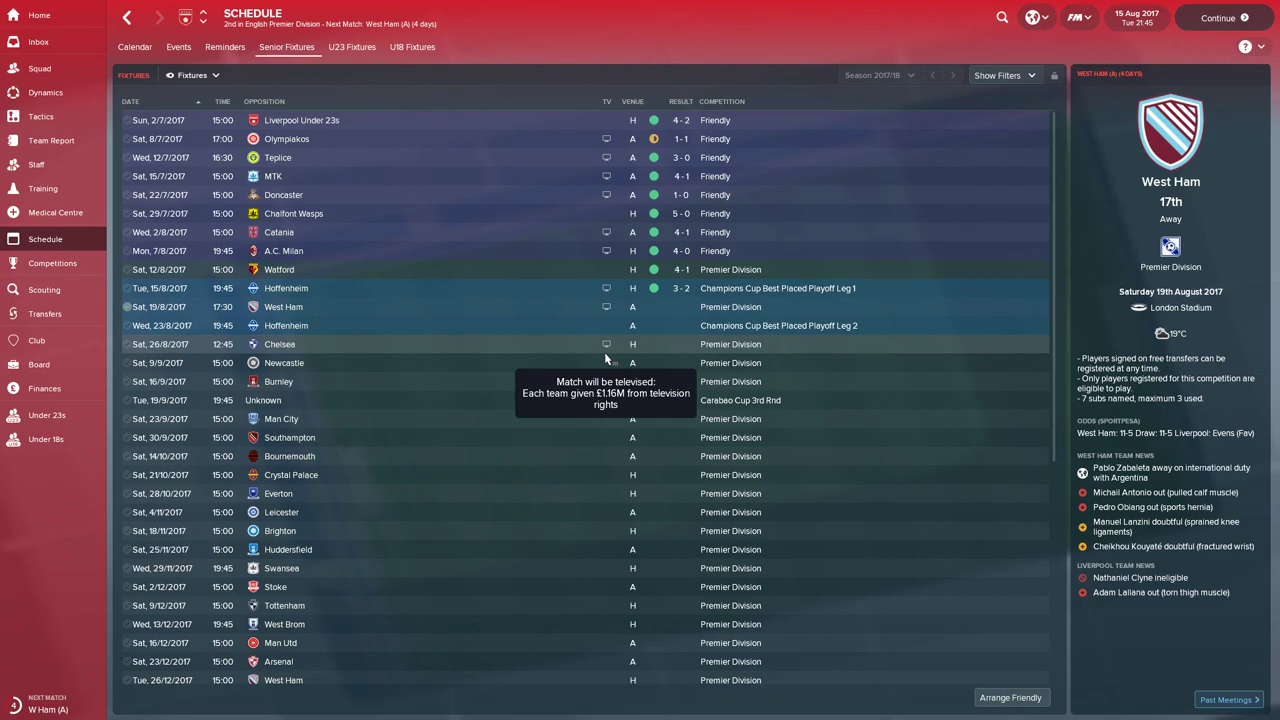 SCHEDULE
2nd in English Premier Division - Next Match: West Ham (A) (4 days)
FM
15 Aug 2017
Tue 21:45
Continue
Home
Inbox
Squad
Dynamics
Tactics
Team Report
Staff
Training
Medical Centre
Schedule
Competitions
Scouting
Transfers
Club
Board
Finances
Under 23s
Under 18s
4
NEXT MATCH
W Ham (A)
Calendar Events Reminders Senior Fixtures U23 Fixtures U18 Fixtures
?
FIXTURES Fixtures Season 2017/18 Show Filters
DATE TIME OPPOSITION TV VENUE RESULT COMPETITION
Sun, 2/7/2017 15:00 Liverpool Under 23s H 4 - 2 Friendly
Sat, 8/7/2017 17:00 Olympiakos A 1 - 1 Friendly
Wed, 12/7/2017 16:30 Teplice A 3 - 0 Friendly
Sat, 15/7/2017 15:00 MTK A 4 - 1 Friendly
Sat, 22/7/2017 15:00 Doncaster A 1 - 0 Friendly
Sat, 29/7/2017 15:00 Chalfont Wasps H 5 - 0 Friendly
Wed, 2/8/2017 15:00 Catania A 4 - 1 Friendly
Mon, 7/8/2017 19:45 A.C. Milan A 4 - 0 Friendly
Sat, 12/8/2017 15:00 Watford H 4 - 1 Premier Division
Tue, 15/8/2017 19:45 Hoffenheim H 3 - 2 Champions Cup Best Placed Playoff Leg 1
Sat, 19/8/2017 17:30 West Ham A Premier Division
Wed, 23/8/2017 19:45 Hoffenheim A Champions Cup Best Placed Playoff Leg 2
Sat, 26/8/2017 12:45 Chelsea H Premier Division
Sat, 9/9/2017 15:00 Newcastle A Premier Division
Sat, 16/9/2017 15:00 Burnley Premier Division
Tue, 19/9/2017 19:45 Unknown Carabao Cup 3rd Rnd
Sat, 23/9/2017 15:00 Man City A Premier Division
Sat, 30/9/2017 15:00 Southampton A Premier Division
Sat, 14/10/2017 15:00 Bournemouth A Premier Division
Sat, 21/10/2017 15:00 Crystal Palace H Premier Division
Sat, 28/10/2017 15:00 Everton H Premier Division
Sat, 4/11/2017 15:00 Leicester A Premier Division
Sat, 18/11/2017 15:00 Brighton H Premier Division
Sat, 25/11/2017 15:00 Huddersfield A Premier Division
Wed, 29/11/2017 19:45 Swansea H Premier Division
Sat, 2/12/2017 15:00 Stoke A Premier Division
Sat, 9/12/2017 15:00 Tottenham H Premier Division
Wed, 13/12/2017 19:45 West Brom H Premier Division
Sat, 16/12/2017 15:00 Man Utd A Premier Division
Sat, 23/12/2017 15:00 Arsenal A Premier Division
Tue, 26/12/2017 15:00 West Ham H Premier Division
Match will be televised:
Each team given £1.16M from television
rights
Arrange Friendly
WEST HAM (A) (4 DAYS)
West Ham
17th
Away
Premier Division
Saturday 19th August 2017
London Stadium
19°C
- Players signed on free transfers can be
registered at any time.
- Only players registered for this competition are
eligible to play.
- 7 subs named, maximum 3 used.
ODDS (SPORTPESA)
West Ham: 11-5 Draw: 11-5 Liverpool: Evens (Fav)
WEST HAM TEAM NEWS
Pablo Zabaleta away on international duty
with Argentina
Michail Antonio out (pulled calf muscle)
Pedro Obiang out (sports hernia)
Manuel Lanzini doubtful (sprained knee
ligaments)
Cheikhou Kouyaté doubtful (fractured wrist)
LIVERPOOL TEAM NEWS
Nathaniel Clyne ineligible
Adam Lallana out (torn thigh muscle)
Past Meetings